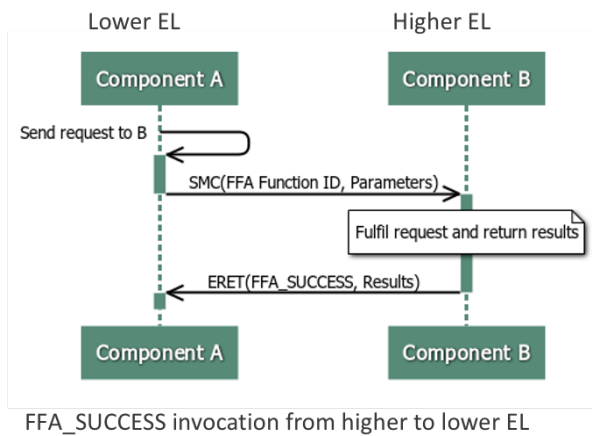 Lower EL
Higher EL
Component A
Component B
Send request to B
SMC(FFA Function ID, Parameters)
Fulfil request and return results
ERET(FFA_SUCCESS, Results)
Component A
Component B
FFA_SUCCESS invocation from higher to lower EL